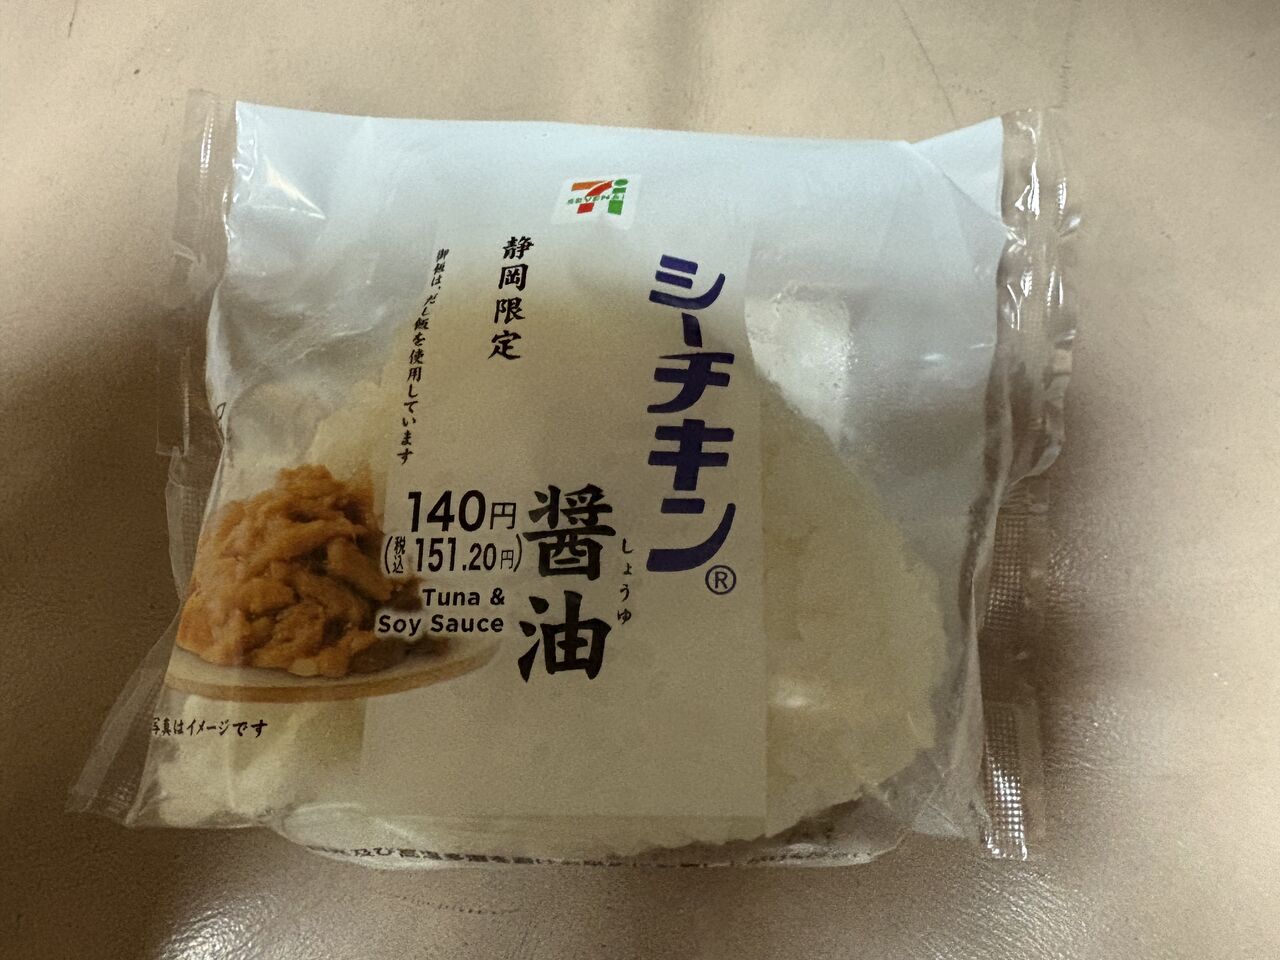 SEVEN&i
シーチキン®
醤油
しょうゆ
静岡限定
御飯は、だし飯を使用しています
140円
(税込151.20円)
Tuna &
Soy Sauce
写真はイメージです